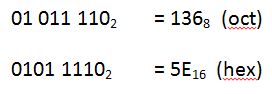 01 011 110₂ = 136₈ (oct)
0101 1110₂ = 5E₁₆ (hex)